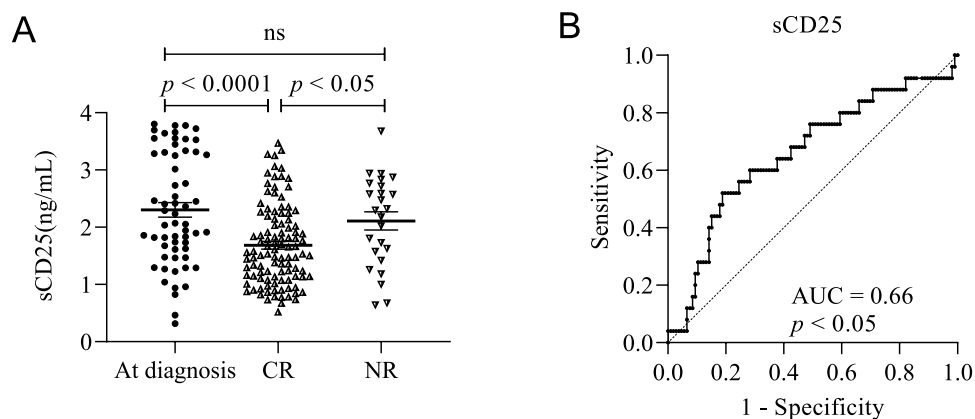 A
ns
p < 0.0001
p < 0.05
sCD25(ng/mL)
4
3
2
1
0
At diagnosis
CR
NR
B
sCD25
Sensitivity
1.0
0.8
0.6
0.4
0.2
0.0
AUC = 0.66
p < 0.05
0.0 0.2 0.4 0.6 0.8 1.0
1 - Specificity